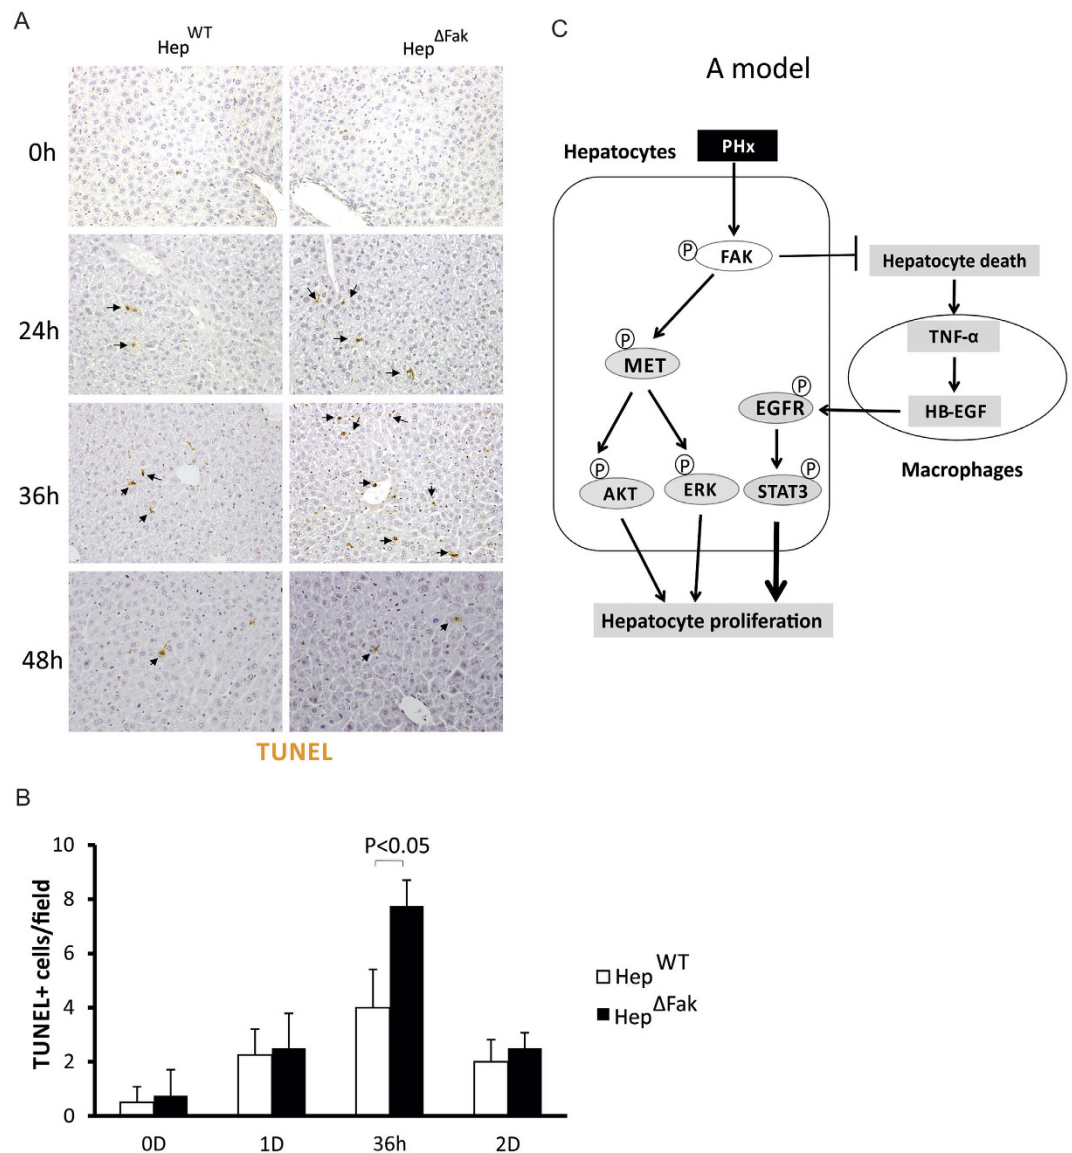 A
Hep WT
Hep ΔFak
0h
24h
36h
48h
TUNEL
B
TUNEL+ cells/field
10
8
6
4
2
0
P<0.05
0D
1D
36h
2D
Hep WT
Hep ΔFak
C
A model
PHx
Hepatocytes
P
FAK
Hepatocyte death
TNF-α
P
MET
P
EGFR
HB-EGF
Macrophages
P
AKT
P
ERK
P
STAT3
Hepatocyte proliferation